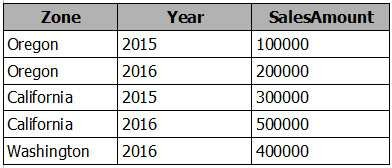 Zone Year SalesAmount
Oregon 2015 100000
Oregon 2016 200000
California 2015 300000
California 2016 500000
Washington 2016 400000